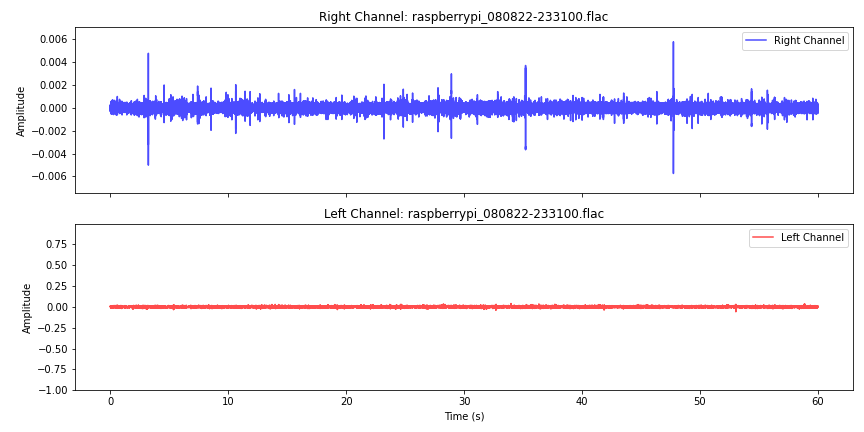 Right Channel: raspberrypi_080822-233100.flac
Right Channel
0.006
0.004
0.002
0.000
−0.002
−0.004
−0.006
Amplitude
Left Channel: raspberrypi_080822-233100.flac
Left Channel
0.75
0.50
0.25
0.00
−0.25
−0.50
−0.75
−1.00
Amplitude
0 10 20 30 40 50 60
Time (s)